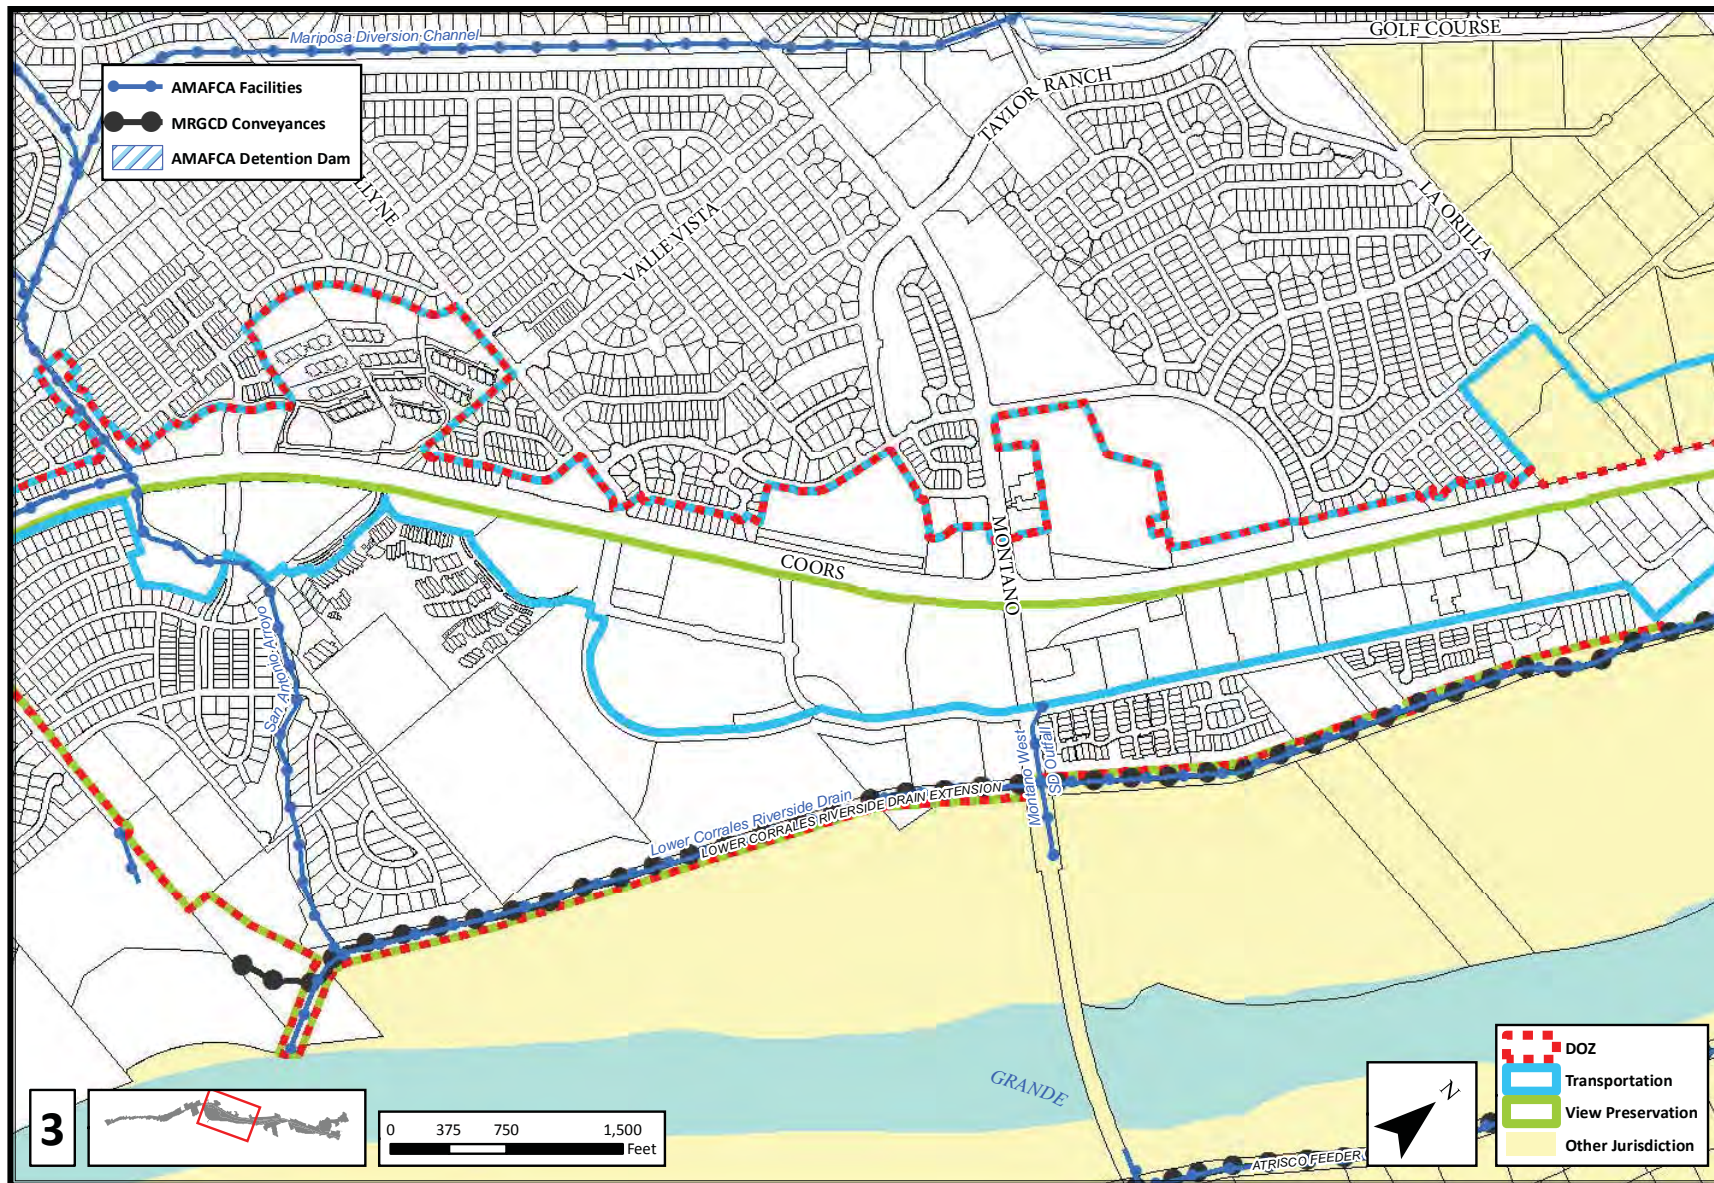 Mariposa Diversion Channel
GOLF COURSE
AMAFCA Facilities
MRGCD Conveyances
AMAFCA Detention Dam
TAYLOR RANCH
LLYNE
VALLE VISTA
LA ORILLA
COORS
MONTANO
San Antonio Arroyo
Montano West
SD Outfall
Lower Corrales Riverside Drain
LOWER CORRALES RIVERSIDE DRAIN EXTENSION
GRANDE
N
DOZ
Transportation
View Preservation
Other Jurisdiction
3
0 375 750 1,500
Feet
ATRISCO FEEDER